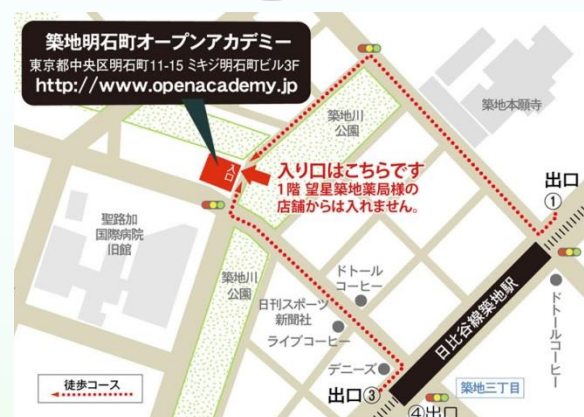 築地明石町オープンアカデミー
東京都中央区明石町11-15 ミキジ明石町ビル3F
http://www.openacademy.jp
築地本願寺
築地川
公園
入口
入り口はこちらです
1階 望星築地薬局様の
店舗からは入れません。
出口
①
聖路加
国際病院
旧館
築地川
公園
ドトール
コーヒー
日刊スポーツ
新聞社
ライブコーヒー
日比谷線築地駅
ドトールコーヒー
デニーズ
徒歩コース
出口③
築地三丁目
④出口